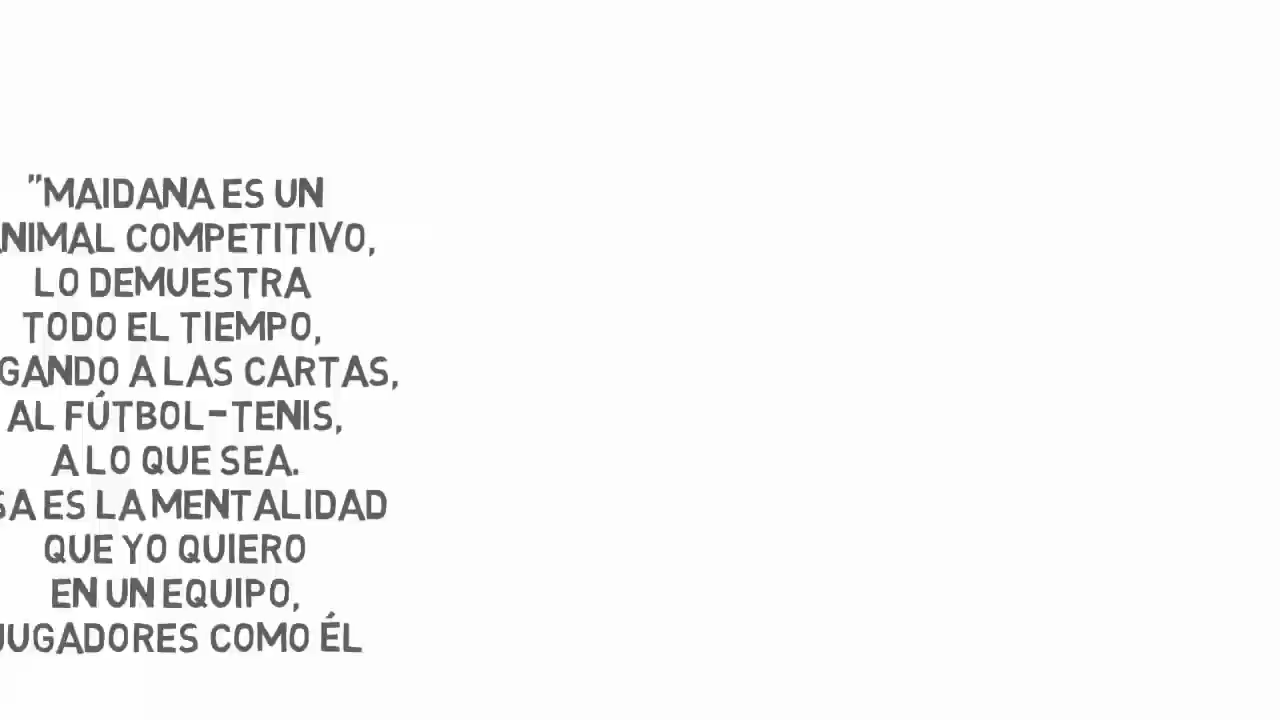 "MAIDANA ES UN
NIMAL COMPETITIVO,
LO DEMUESTRA
TODO EL TIEMPO,
GANDO A LAS CARTAS,
AL FÚTBOL-TENIS,
A LO QUE SEA.
SA ES LA MENTALIDAD
QUE YO QUIERO
EN UN EQUIPO,
JUGADORES COMO ÉL